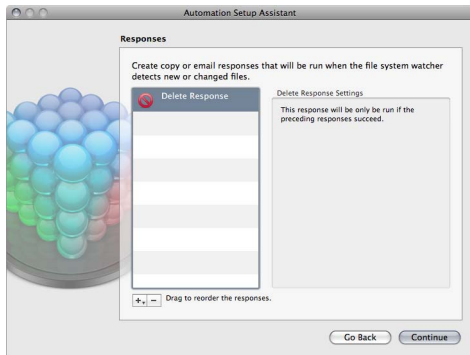 Automation Setup Assistant
Responses
Create copy or email responses that will be run when the file system watcher
detects new or changed files.
Delete Response
Delete Response Settings
This response will be only be run if the
preceding responses succeed.
+ - Drag to reorder the responses.
Go Back
Continue